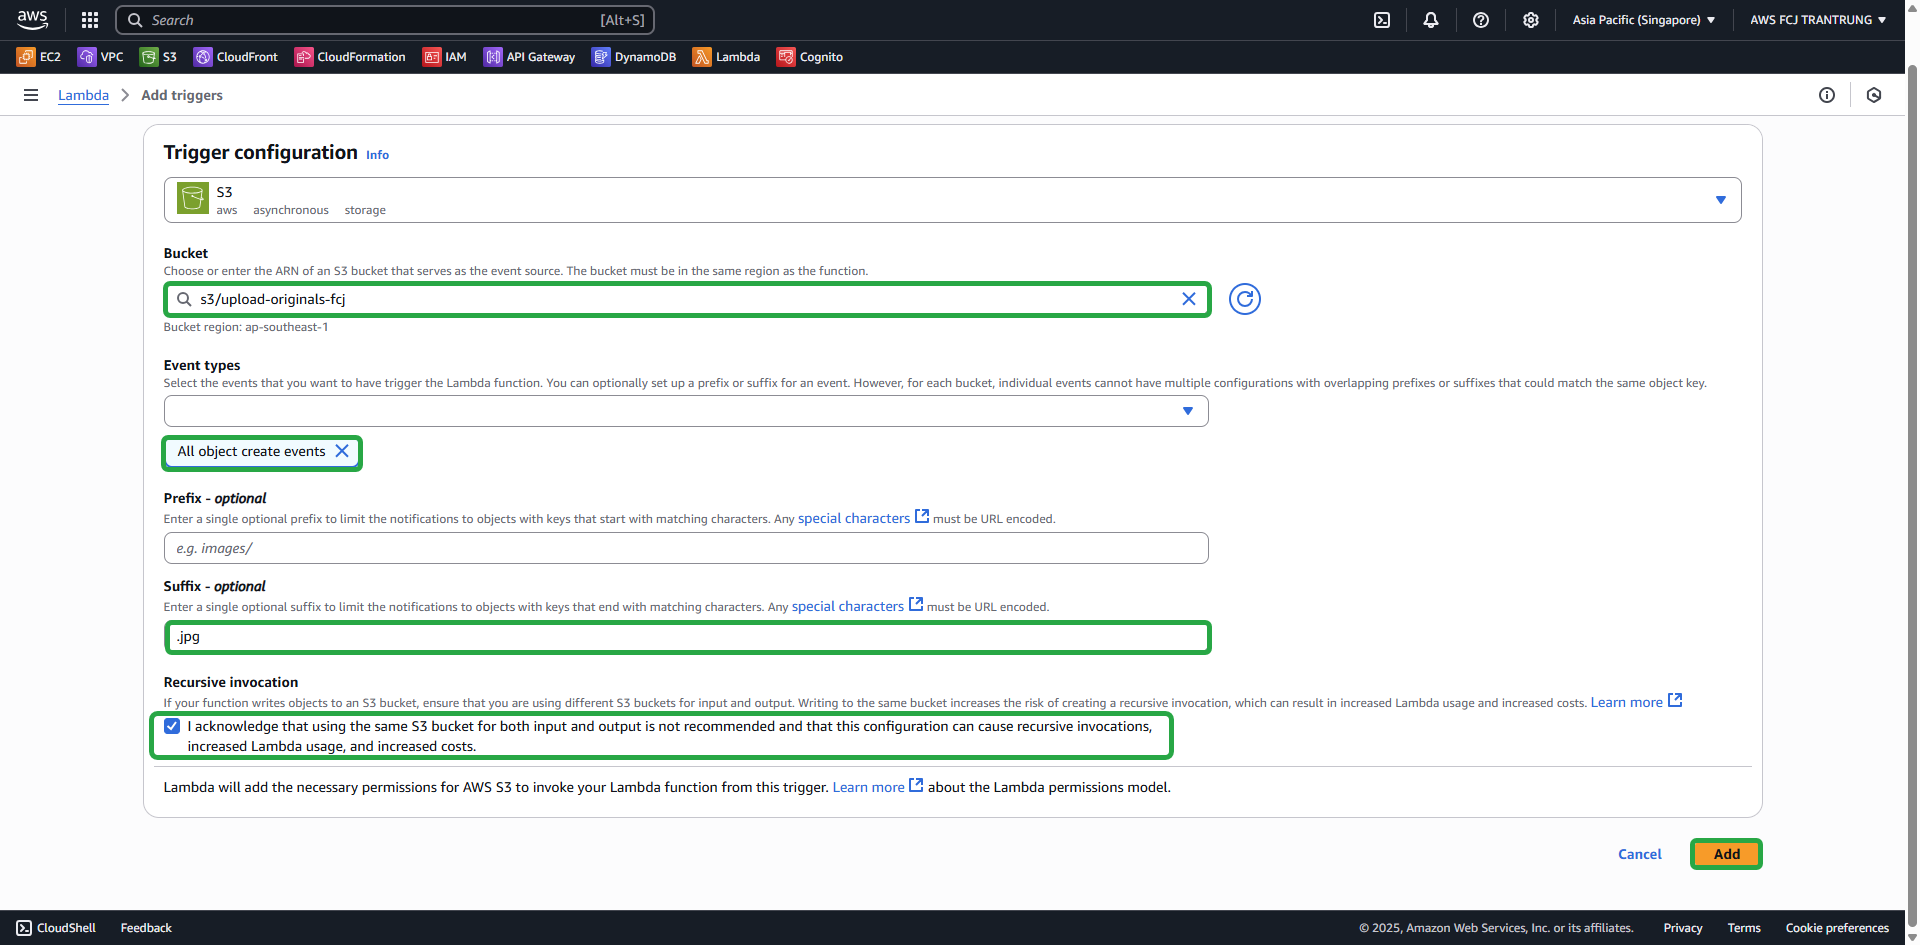 aws
Search [Alt+S]
Asia Pacific (Singapore) AWS FCJ TRANTRUNG
EC2 VPC S3 CloudFront CloudFormation IAM API Gateway DynamoDB Lambda Cognito
Lambda Add triggers
Trigger configuration Info
S3
aws asynchronous storage
Bucket
Choose or enter the ARN of an S3 bucket that serves as the event source. The bucket must be in the same region as the function.
s3/upload-originals-fcj
Bucket region: ap-southeast-1
Event types
Select the events that you want to have trigger the Lambda function. You can optionally set up a prefix or suffix for an event. However, for each bucket, individual events cannot have multiple configurations with overlapping prefixes or suffixes that could match the same object key.
All object create events
Prefix - optional
Enter a single optional prefix to limit the notifications to objects with keys that start with matching characters. Any special characters must be URL encoded.
e.g. images/
Suffix - optional
Enter a single optional suffix to limit the notifications to objects with keys that end with matching characters. Any special characters must be URL encoded.
.jpg
Recursive invocation
If your function writes objects to an S3 bucket, ensure that you are using different S3 buckets for input and output. Writing to the same bucket increases the risk of creating a recursive invocation, which can result in increased Lambda usage and increased costs. Learn more
I acknowledge that using the same S3 bucket for both input and output is not recommended and that this configuration can cause recursive invocations,
increased Lambda usage, and increased costs.
Lambda will add the necessary permissions for AWS S3 to invoke your Lambda function from this trigger. Learn more about the Lambda permissions model.
Cancel Add
CloudShell Feedback © 2025, Amazon Web Services, Inc. or its affiliates. Privacy Terms Cookie preferences